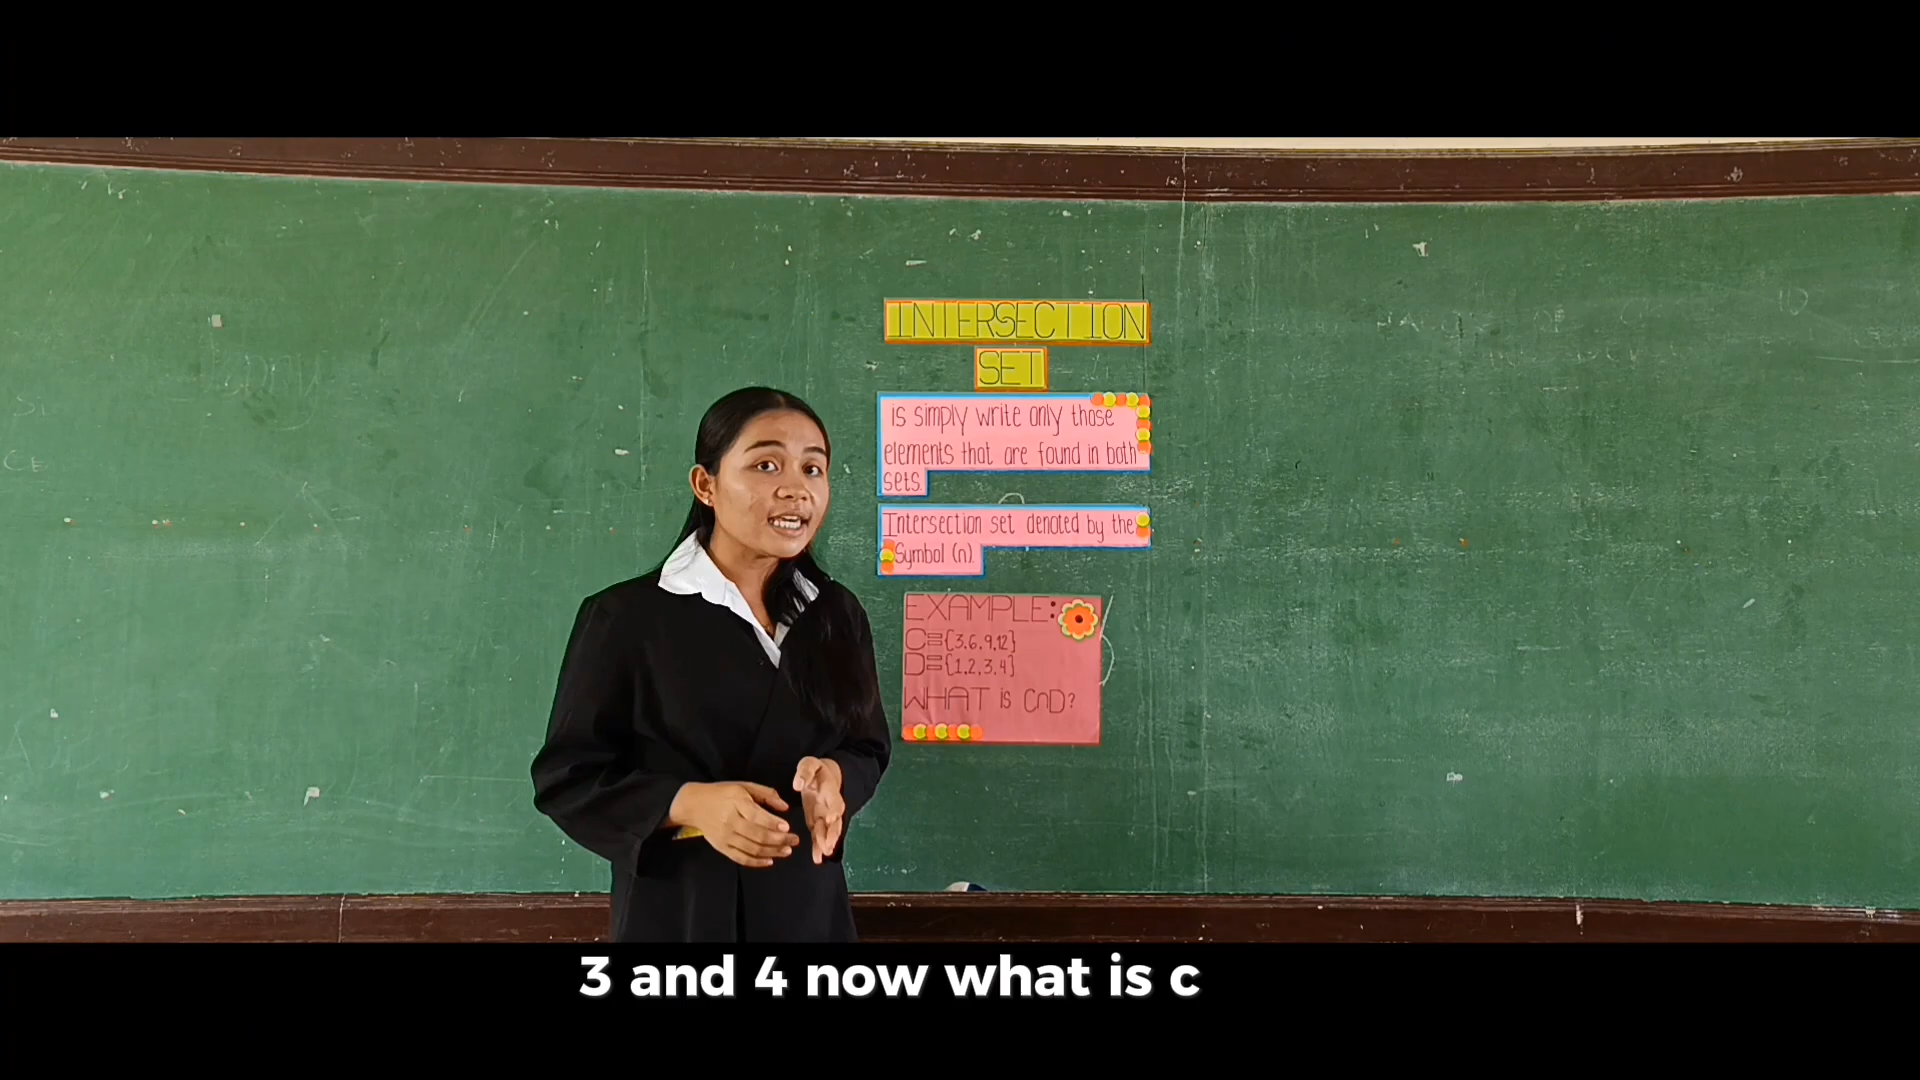 INTERSECTION
SET
is simply write only those
elements that are found in both
sets.
Intersection set denoted by the
Symbol (n).
EXAMPLE:
C={3,6,9,12}
D={1,2,3,4}
WHAT is CnD?
3 and 4 now what is c